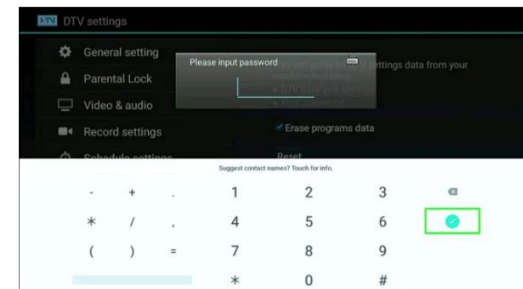 DTV DTV settings
General setting
Parental Lock
Video & audio
Record settings
Schedule settings
Please input password
settings data from your
Erase programs data
Reset
Suggest contact names? Touch for info.
- + . 1 2 3
* / , 4 5 6
( ) = 7 8 9
* 0 #